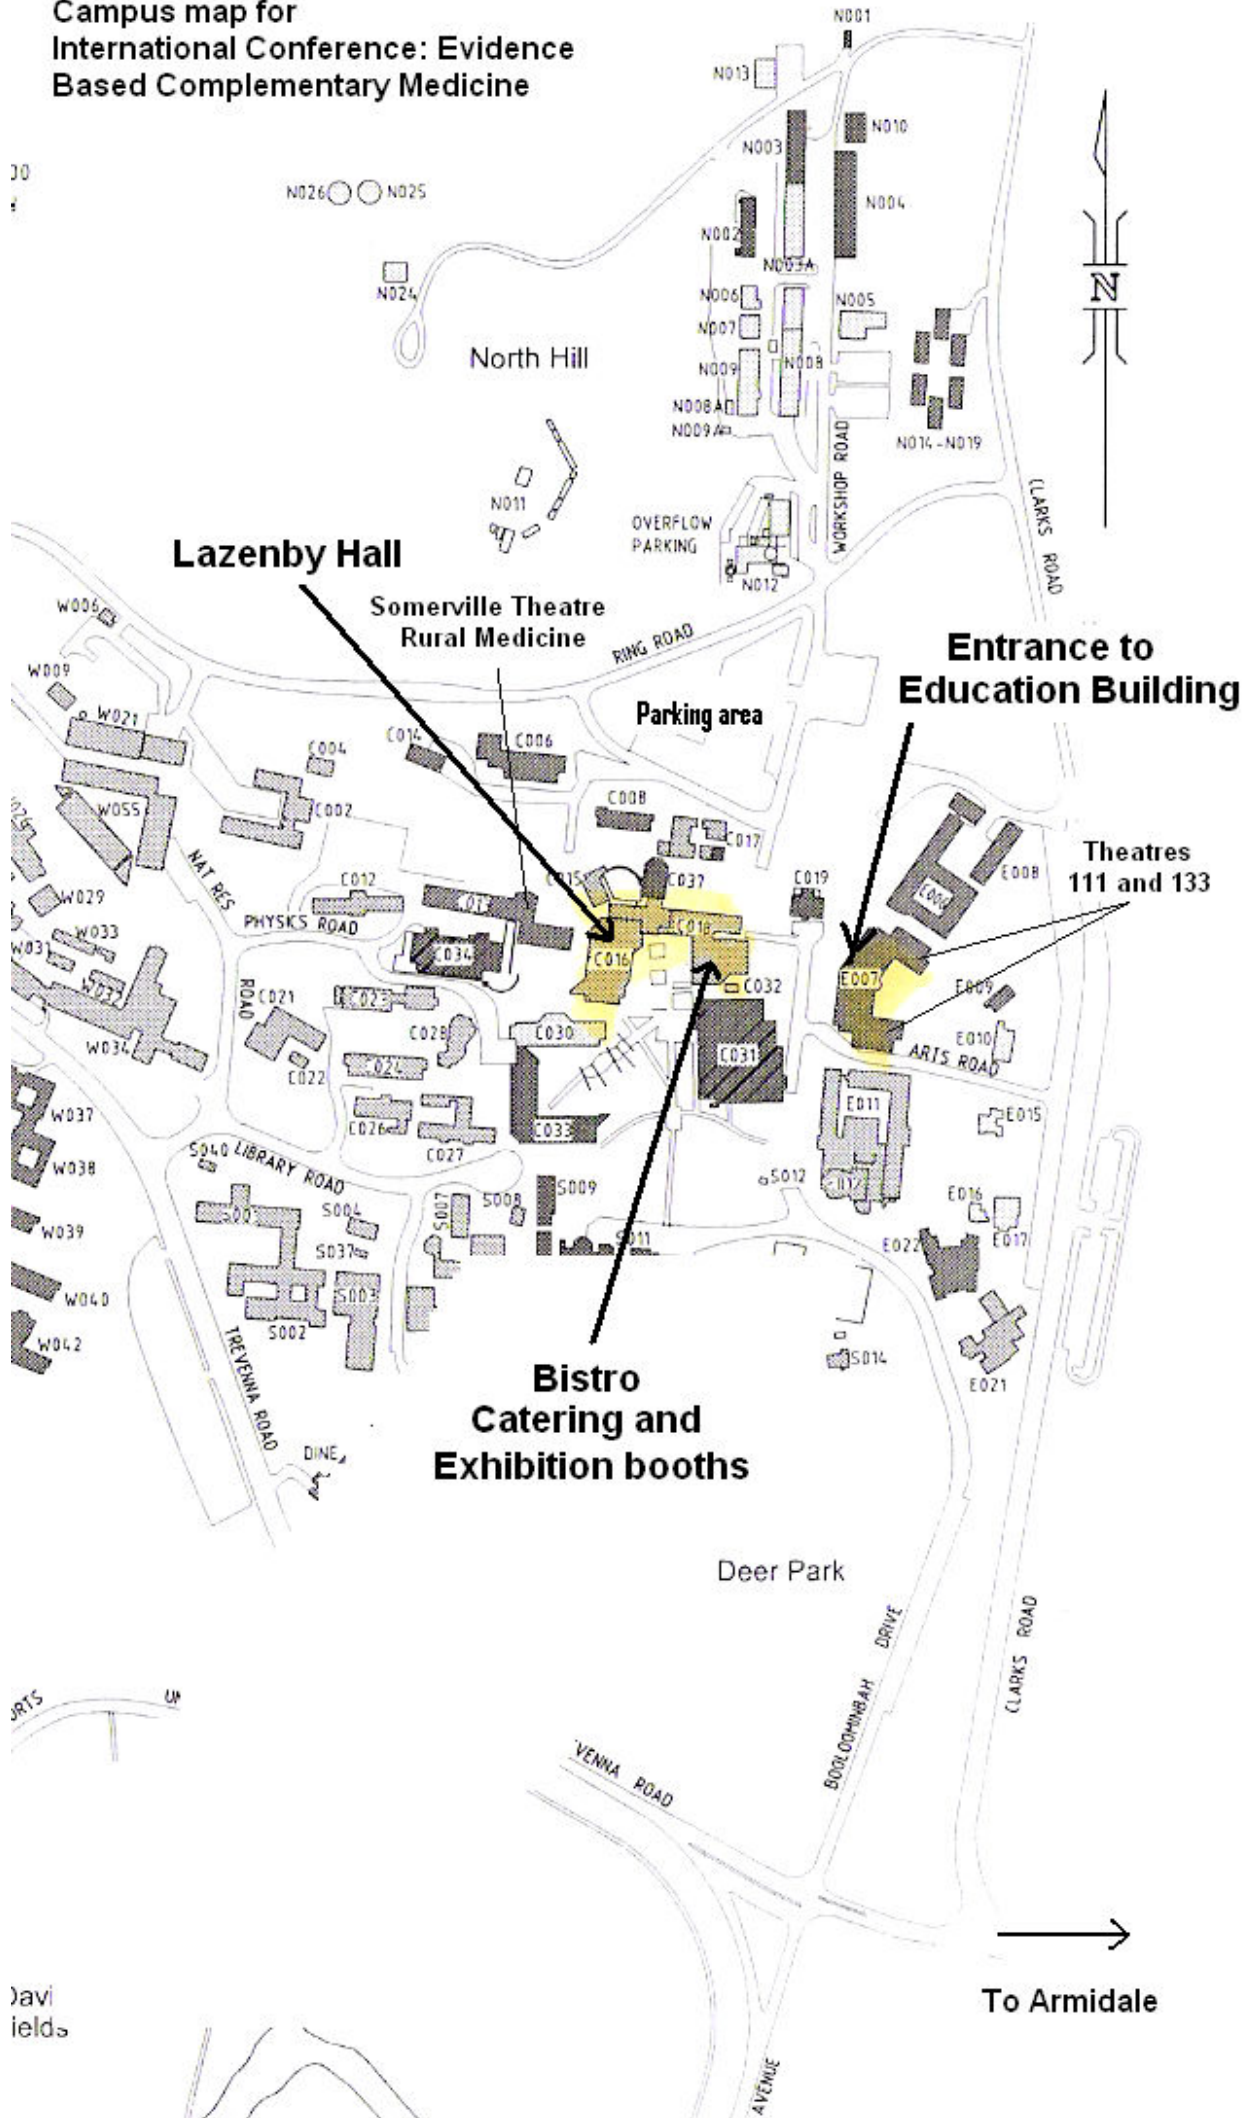 Campus map for
International Conference: Evidence
Based Complementary Medicine
N001
N013
N010
N003
N026
N025
N004
N002
N003A
N024
N006
N005
N007
North Hill
N009
N008
N008A
N009A
N014-N019
WORKSHOP ROAD
CLARKS ROAD
N011
OVERFLOW
PARKING
N012
Lazenby Hall
Somerville Theatre
Rural Medicine
W006
RING ROAD
Entrance to
Education Building
W009
W021
Parking area
C014
C006
C004
W055
C002
C008
C017
Theatres
111 and 133
E008
NAT RES
ROAD
C012
C037
C019
W029
PHYSICS ROAD
C018
W033
W031
C034
C016
E007
W032
C021
C023
C032
E009
W034
C028
C030
E010
ARTS ROAD
C022
C024
C031
W037
C026
C033
E011
E015
C027
W038
S040
LIBRARY ROAD
S012
S009
S007
S008
S004
E016
W039
S037
S011
E022
E017
W040
S003
S002
W042
S014
E021
TREVENNA ROAD
Bistro
Catering and
Exhibition booths
DINE
Deer Park
BOOLOOMINBAH DRIVE
CLARKS ROAD
ORTS
UN
VENNA ROAD
To Armidale
Davi
ields
AVENUE